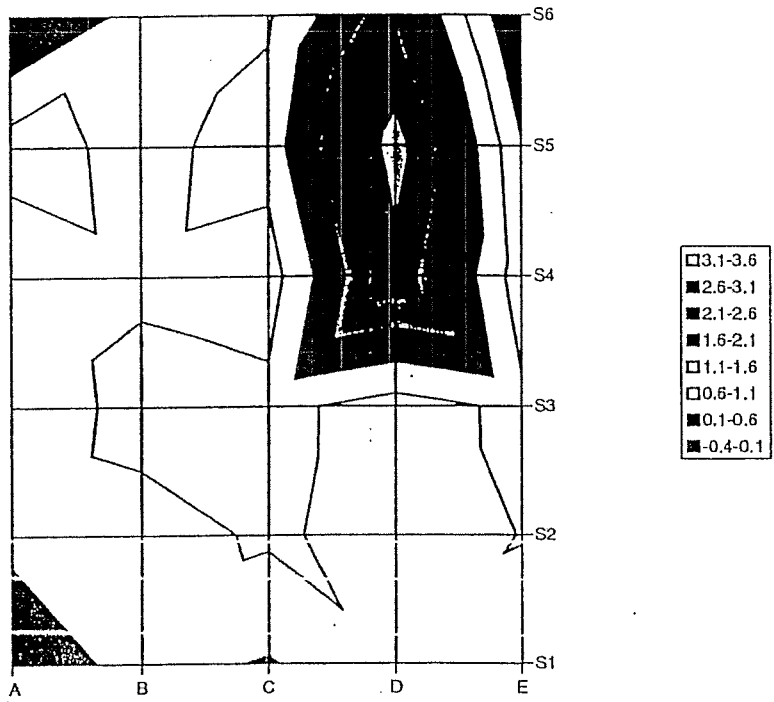 S6
S5
S4
S3
S2
S1
A B C D E
3.1-3.6
2.6-3.1
2.1-2.6
1.6-2.1
1.1-1.6
0.6-1.1
0.1-0.6
-0.4-0.1